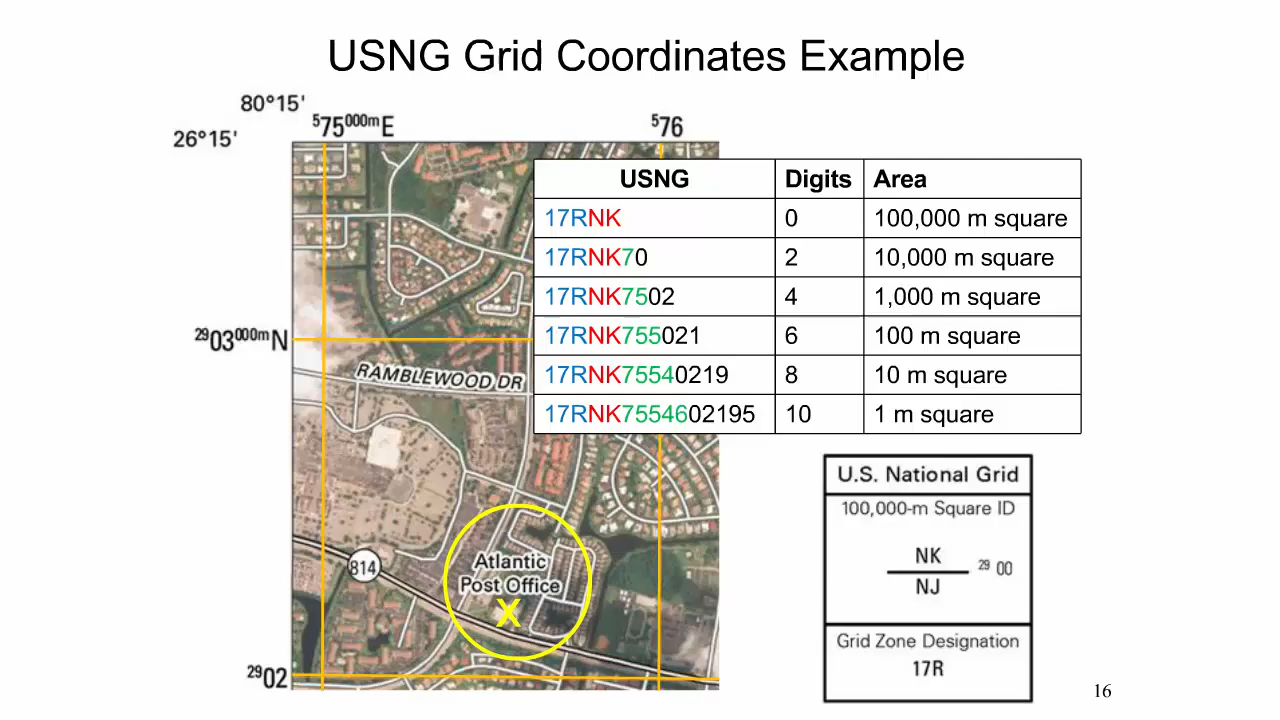 USNG Grid Coordinates Example
80°15'
26°15'
⁵75⁰⁰⁰ᵐE
⁵76
USNG Digits Area
17RNK 0 100,000 m square
17RNK70 2 10,000 m square
17RNK7502 4 1,000 m square
17RNK755021 6 100 m square
17RNK75540219 8 10 m square
17RNK7554602195 10 1 m square
²⁹03⁰⁰⁰ᵐN
RAMBLEWOOD DR
814
Atlantic
Post Office
X
²⁹02
U.S. National Grid
100,000-m Square ID
NK
²⁹ 00
NJ
Grid Zone Designation
17R
16